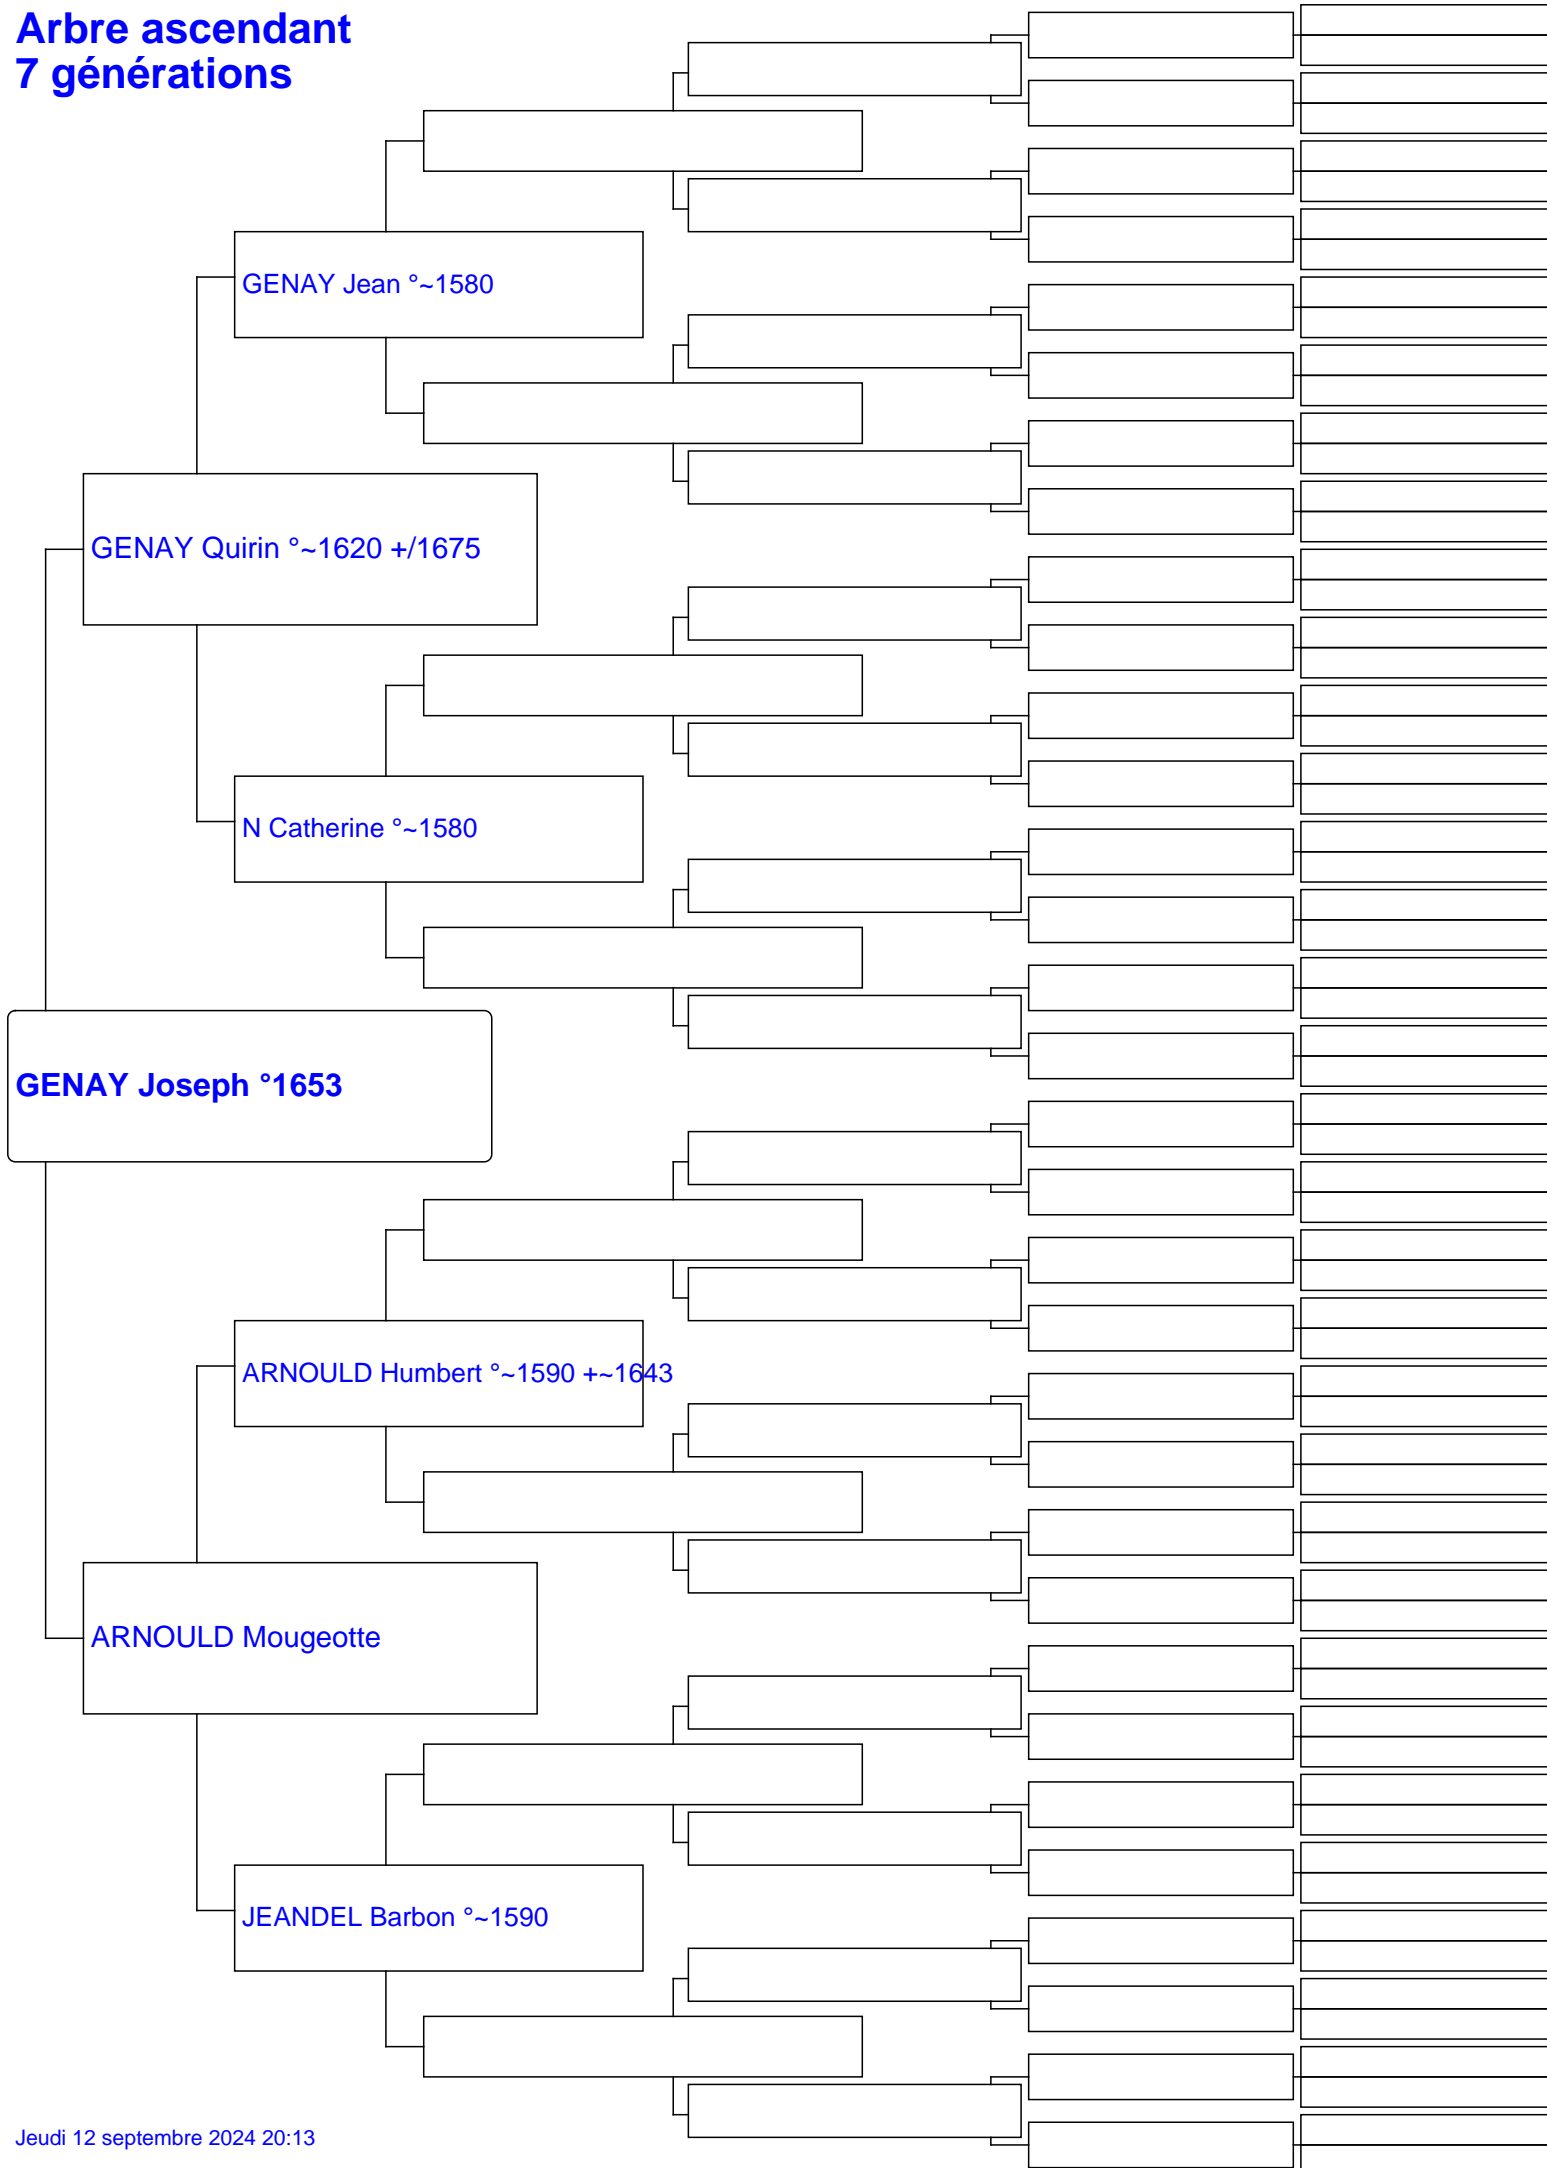 Arbre ascendant
7 générations
GENAY Jean °~1580
GENAY Quirin °~1620 +/1675
N Catherine °~1580
GENAY Joseph °1653
ARNOULD Humbert °~1590 +~1643
ARNOULD Mougeotte
JEANDEL Barbon °~1590
Jeudi 12 septembre 2024 20:13